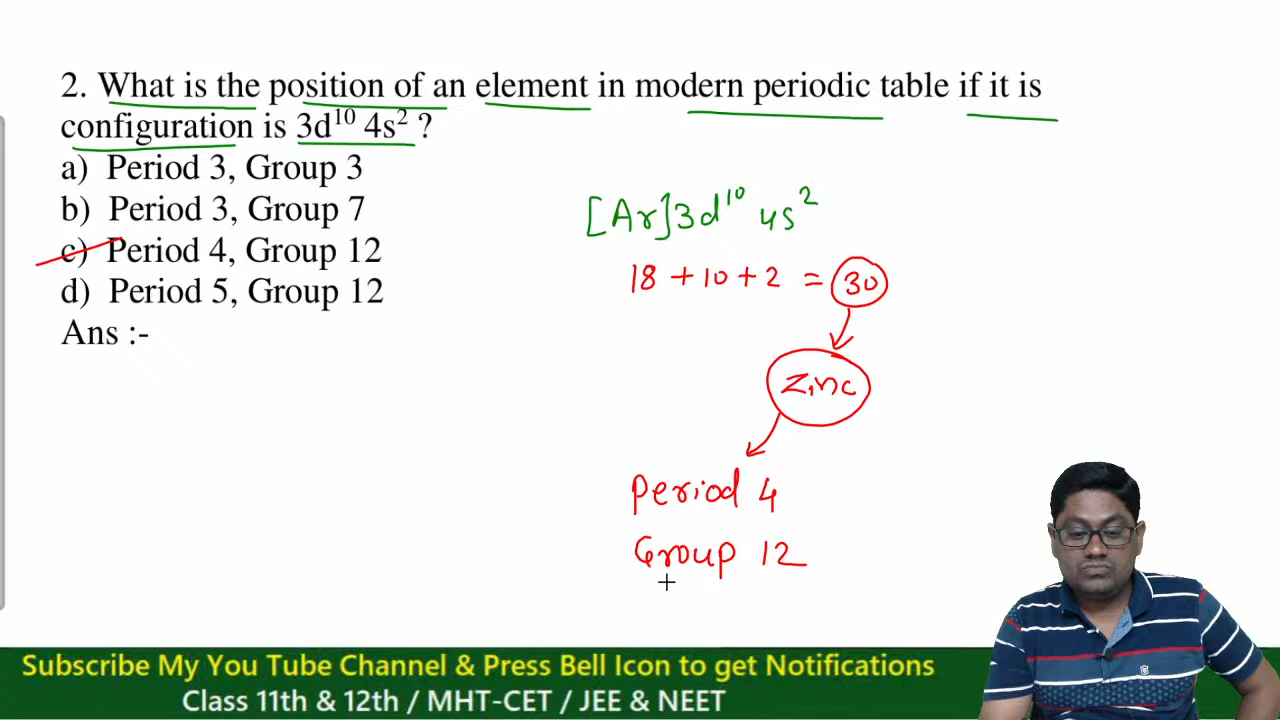 2. What is the position of an element in modern periodic table if it is
configuration is 3d¹⁰ 4s² ?
a) Period 3, Group 3
b) Period 3, Group 7
c) Period 4, Group 12
d) Period 5, Group 12
Ans :-
[Ar]3d¹⁰ 4s²
18 + 10 + 2 = 30
Zinc
Period 4
Group 12
Subscribe My You Tube Channel & Press Bell Icon to get Notifications
Class 11th & 12th / MHT-CET / JEE & NEET